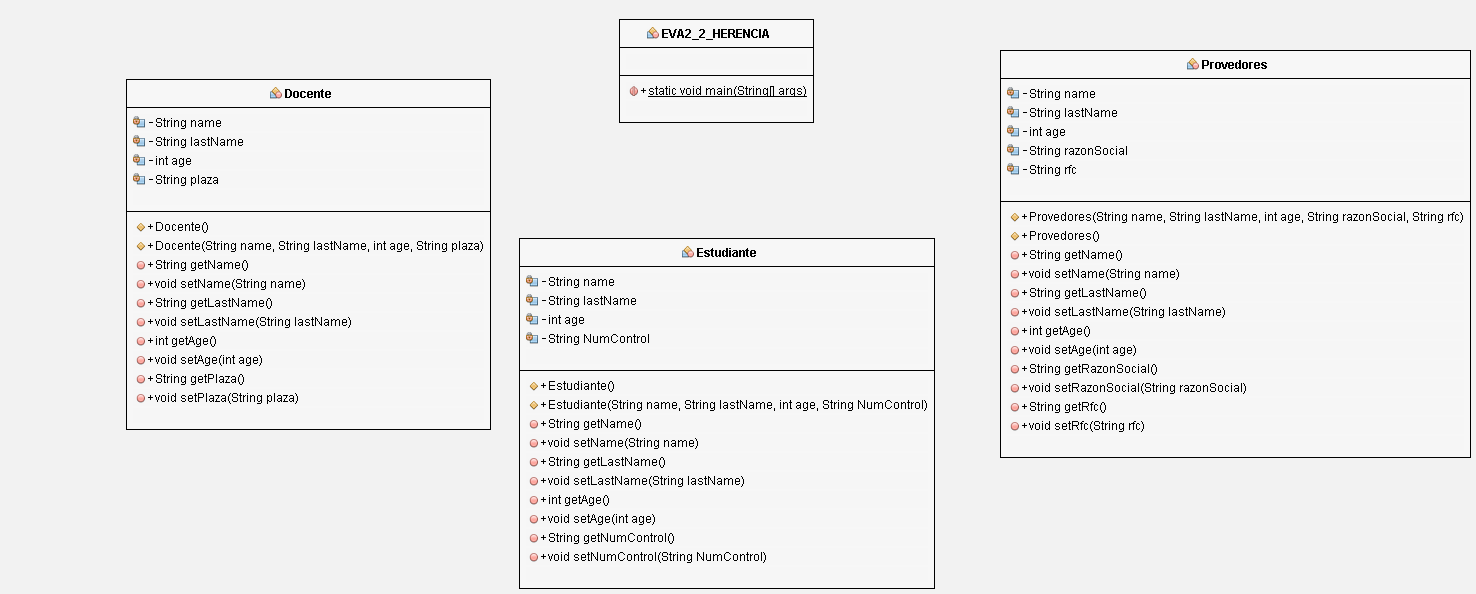 EVA2_2_HERENCIA
+ static void main(String[] args)
Docente
- String name
- String lastName
- int age
- String plaza
+ Docente()
+ Docente(String name, String lastName, int age, String plaza)
+ String getName()
+ void setName(String name)
+ String getLastName()
+ void setLastName(String lastName)
+ int getAge()
+ void setAge(int age)
+ String getPlaza()
+ void setPlaza(String plaza)
Estudiante
- String name
- String lastName
- int age
- String NumControl
+ Estudiante()
+ Estudiante(String name, String lastName, int age, String NumControl)
+ String getName()
+ void setName(String name)
+ String getLastName()
+ void setLastName(String lastName)
+ int getAge()
+ void setAge(int age)
+ String getNumControl()
+ void setNumControl(String NumControl)
Provedores
- String name
- String lastName
- int age
- String razonSocial
- String rfc
+ Provedores(String name, String lastName, int age, String razonSocial, String rfc)
+ Provedores()
+ String getName()
+ void setName(String name)
+ String getLastName()
+ void setLastName(String lastName)
+ int getAge()
+ void setAge(int age)
+ String getRazonSocial()
+ void setRazonSocial(String razonSocial)
+ String getRfc()
+ void setRfc(String rfc)